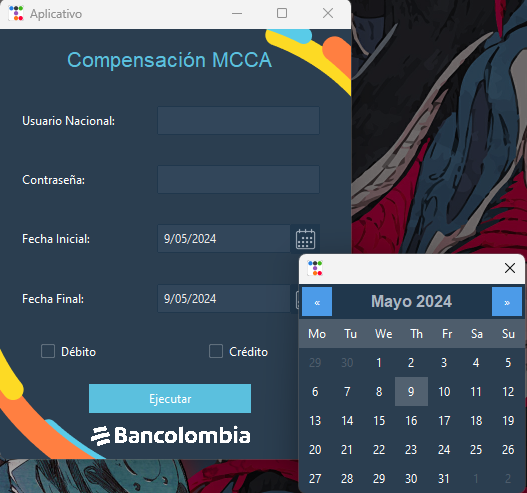 Aplicativo
Compensación MCCA
Usuario Nacional:
Contraseña:
Fecha Inicial:
9/05/2024
Fecha Final:
9/05/2024
Débito
Crédito
Ejecutar
Bancolombia
« Mayo 2024 »
Mo Tu We Th Fr Sa Su
29 30 1 2 3 4 5
6 7 8 9 10 11 12
13 14 15 16 17 18 19
20 21 22 23 24 25 26
27 28 29 30 31 1 2